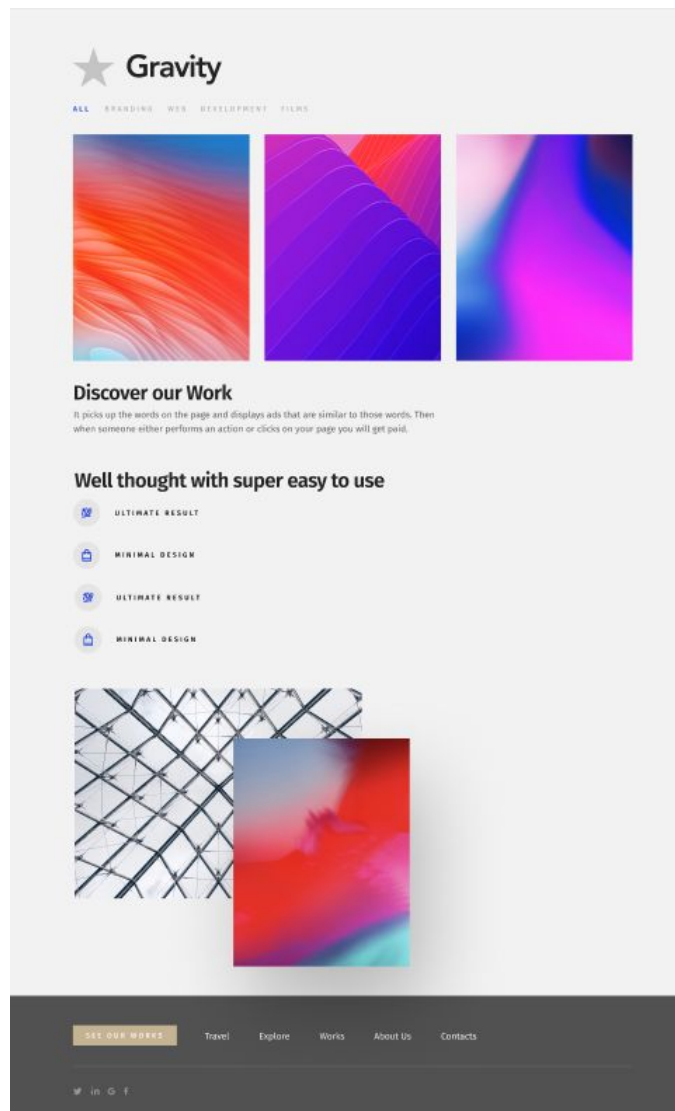 Gravity
ALL BRANDING WEB DEVELOPMENT FILMS
Discover our Work
It picks up the words on the page and displays ads that are similar to those words. Then
when someone either performs an action or clicks on your page you will get paid.
Well thought with super easy to use
ULTIMATE RESULT
MINIMAL DESIGN
ULTIMATE RESULT
MINIMAL DESIGN
SEE OUR WORKS Travel Explore Works About Us Contacts